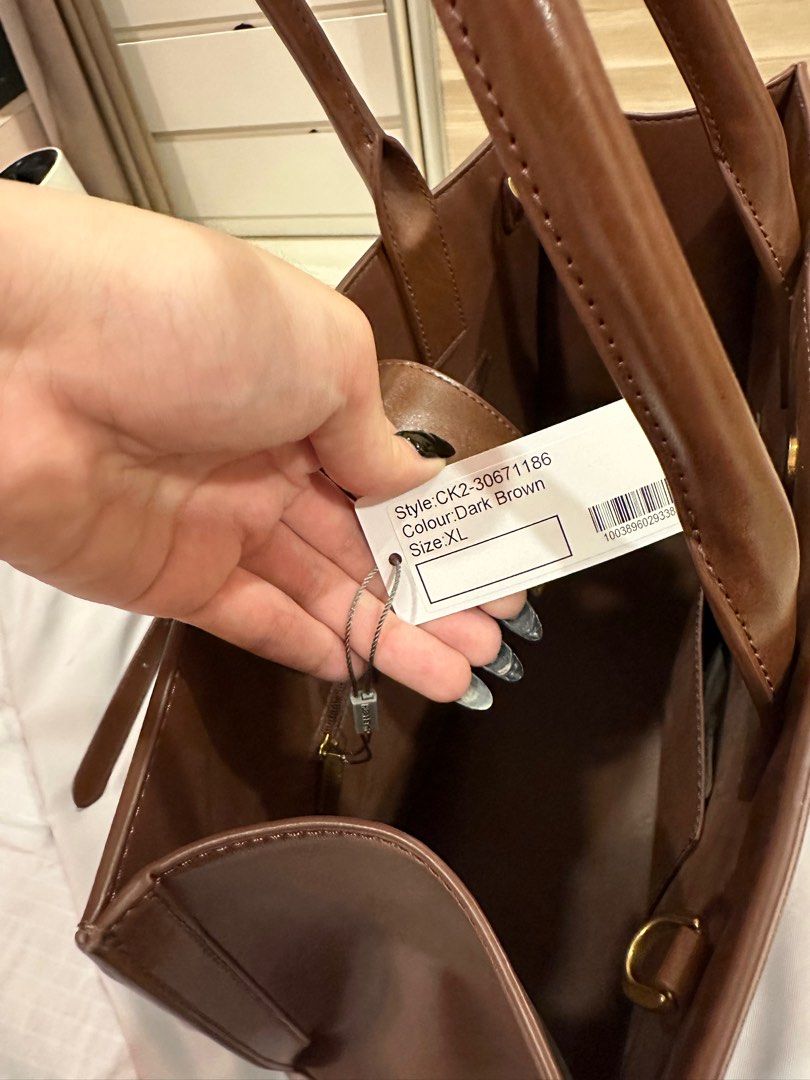 Style:CK2-30671186
Colour:Dark Brown
Size:XL
1003896029338